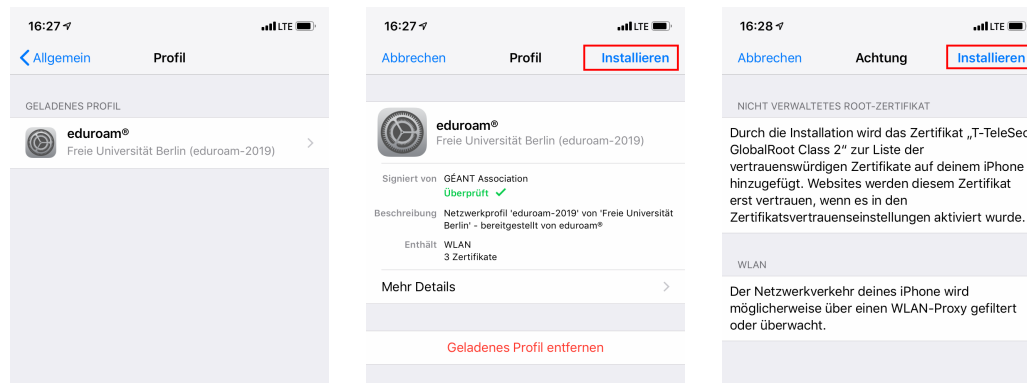 16:27
LTE
Allgemein
Profil
GELADENES PROFIL
eduroam®
Freie Universität Berlin (eduroam-2019)
16:27
LTE
Abbrechen
Profil
Installieren
eduroam®
Freie Universität Berlin (eduroam-2019)
Signiert von GÉANT Association
Überprüft
Beschreibung Netzwerkprofil 'eduroam-2019' von 'Freie Universität
Berlin' - bereitgestellt von eduroam®
Enthält WLAN
3 Zertifikate
Mehr Details
Geladenes Profil entfernen
16:28
LTE
Abbrechen
Achtung
Installieren
NICHT VERWALTETES ROOT-ZERTIFIKAT
Durch die Installation wird das Zertifikat „T-TeleSec
GlobalRoot Class 2“ zur Liste der
vertrauenswürdigen Zertifikate auf deinem iPhone
hinzugefügt. Websites werden diesem Zertifikat
erst vertrauen, wenn es in den
Zertifikatsvertrauenseinstellungen aktiviert wurde.
WLAN
Der Netzwerkverkehr deines iPhone wird
möglicherweise über einen WLAN-Proxy gefiltert
oder überwacht.